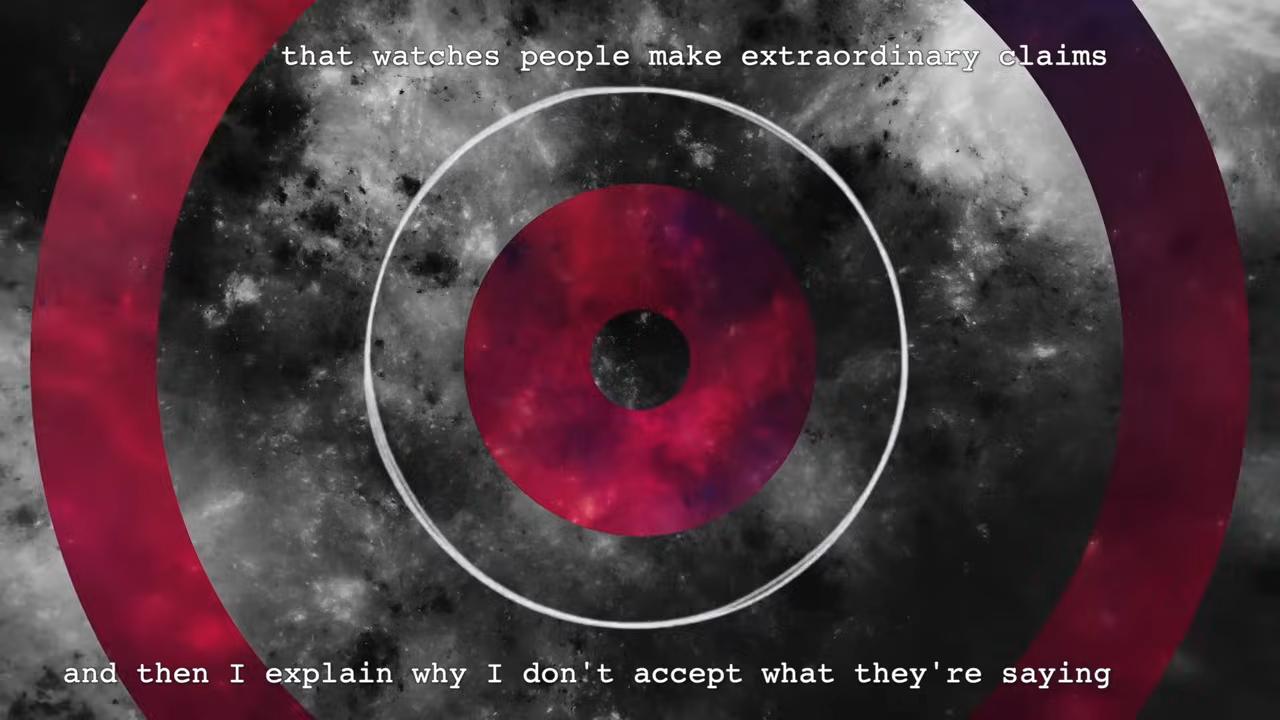 that watches people make extraordinary claims
and then I explain why I don't accept what they're saying